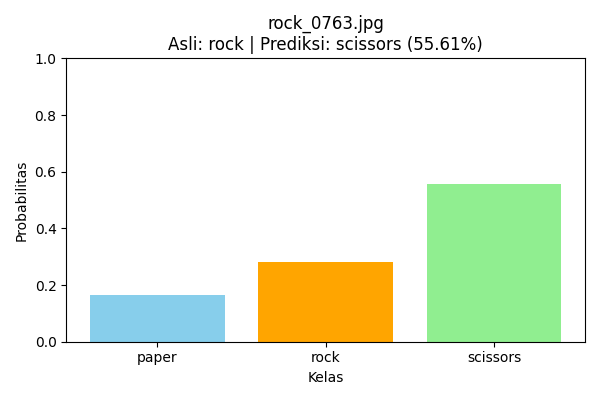 rock_0763.jpg
Asli: rock | Prediksi: scissors (55.61%)
1.0
0.8
0.6
0.4
0.2
0.0
Probabilitas
paper rock scissors
Kelas